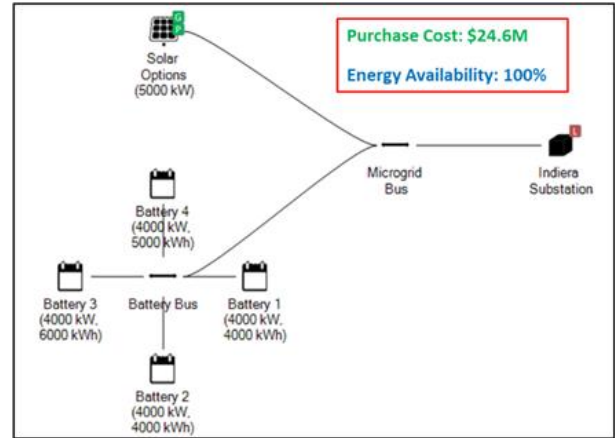 G
P
Solar
Options
(5000 kW)
Purchase Cost: $24.6M
Energy Availability: 100%
L
Microgrid
Bus
Indiera
Substation
Battery 4
(4000 kW,
5000 kWh)
Battery 3
(4000 kW,
6000 kWh)
Battery Bus
Battery 1
(4000 kW,
4000 kWh)
Battery 2
(4000 kW,
4000 kWh)